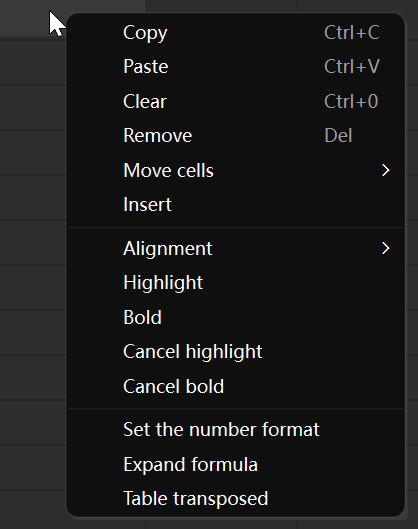 Copy Ctrl+C
Paste Ctrl+V
Clear Ctrl+0
Remove Del
Move cells
Insert
Alignment
Highlight
Bold
Cancel highlight
Cancel bold
Set the number format
Expand formula
Table transposed